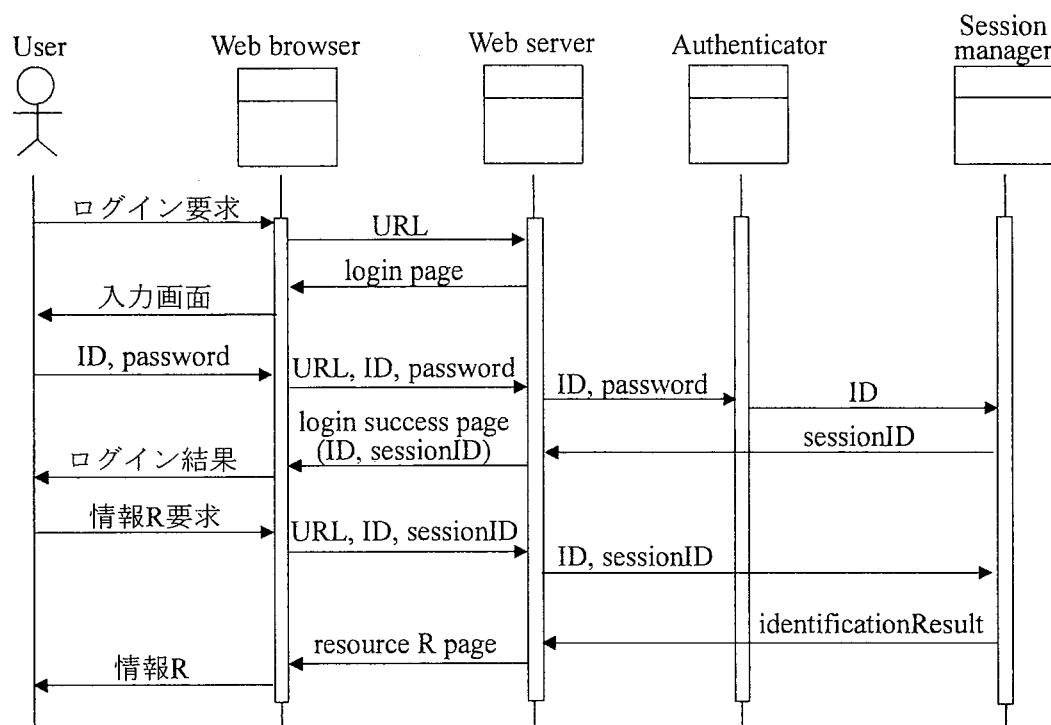 User
Web browser
Web server
Authenticator
Session
manager
ログイン要求
URL
login page
入力画面
ID, password
URL, ID, password
ID, password
ID
login success page
(ID, sessionID)
sessionID
ログイン結果
情報R要求
URL, ID, sessionID
ID, sessionID
identificationResult
resource R page
情報R